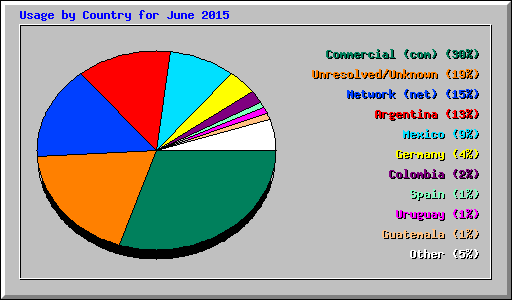 Usage by Country for June 2015
Commercial (com) (30%)
Unresolved/Unknown (19%)
Network (net) (15%)
Argentina (13%)
Mexico (9%)
Germany (4%)
Colombia (2%)
Spain (1%)
Uruguay (1%)
Guatemala (1%)
Other (5%)